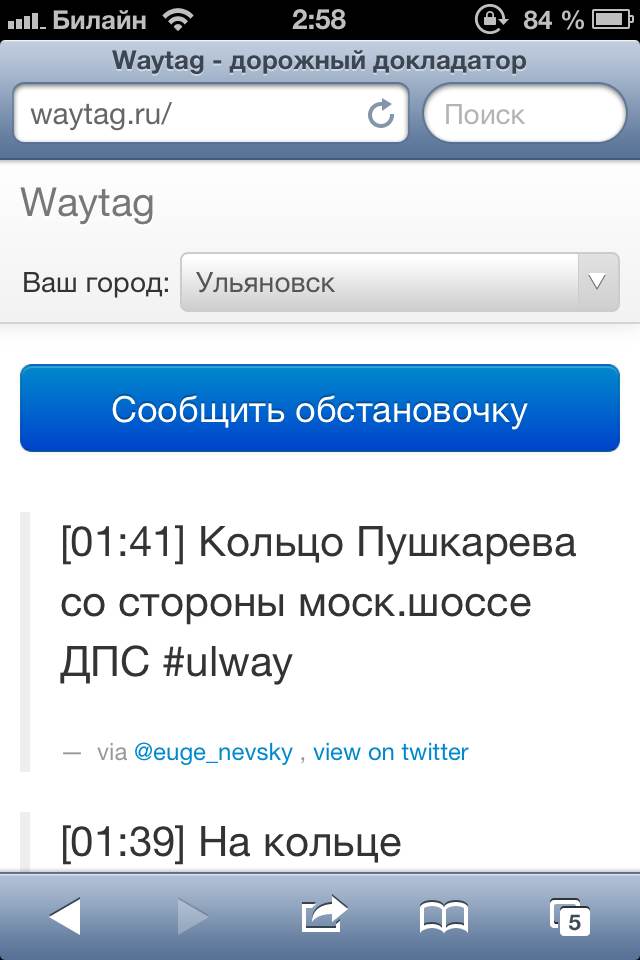 Билайн 2:58 84 %
Waytag - дорожный докладатор
waytag.ru/ Поиск
Waytag
Ваш город: Ульяновск
Сообщить обстановочку
[01:41] Кольцо Пушкарева
со стороны моск.шоссе
ДПС #ulway
— via @euge_nevsky , view on twitter
[01:39] На кольце
5